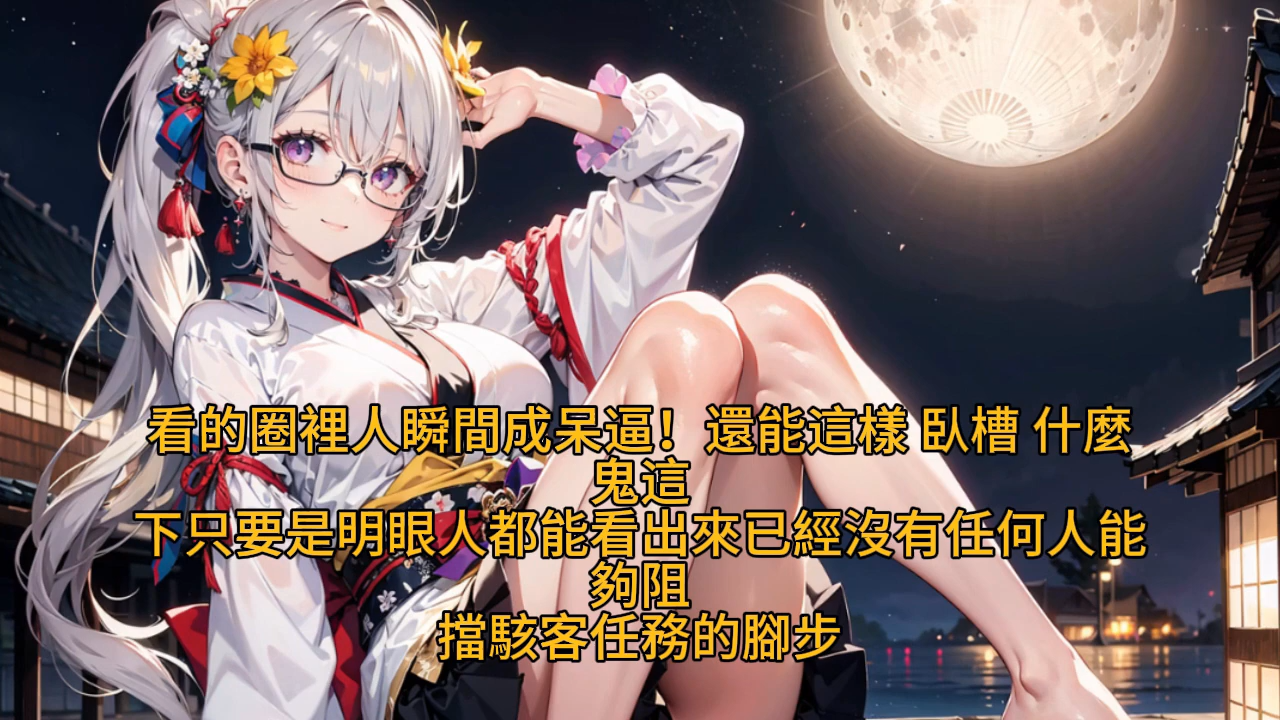 看的圈裡人瞬間成呆逼！還能這樣 臥槽 什麼
鬼這
下只要是明眼人都能看出來已經沒有任何人能
夠阻
擋駭客任務的腳步